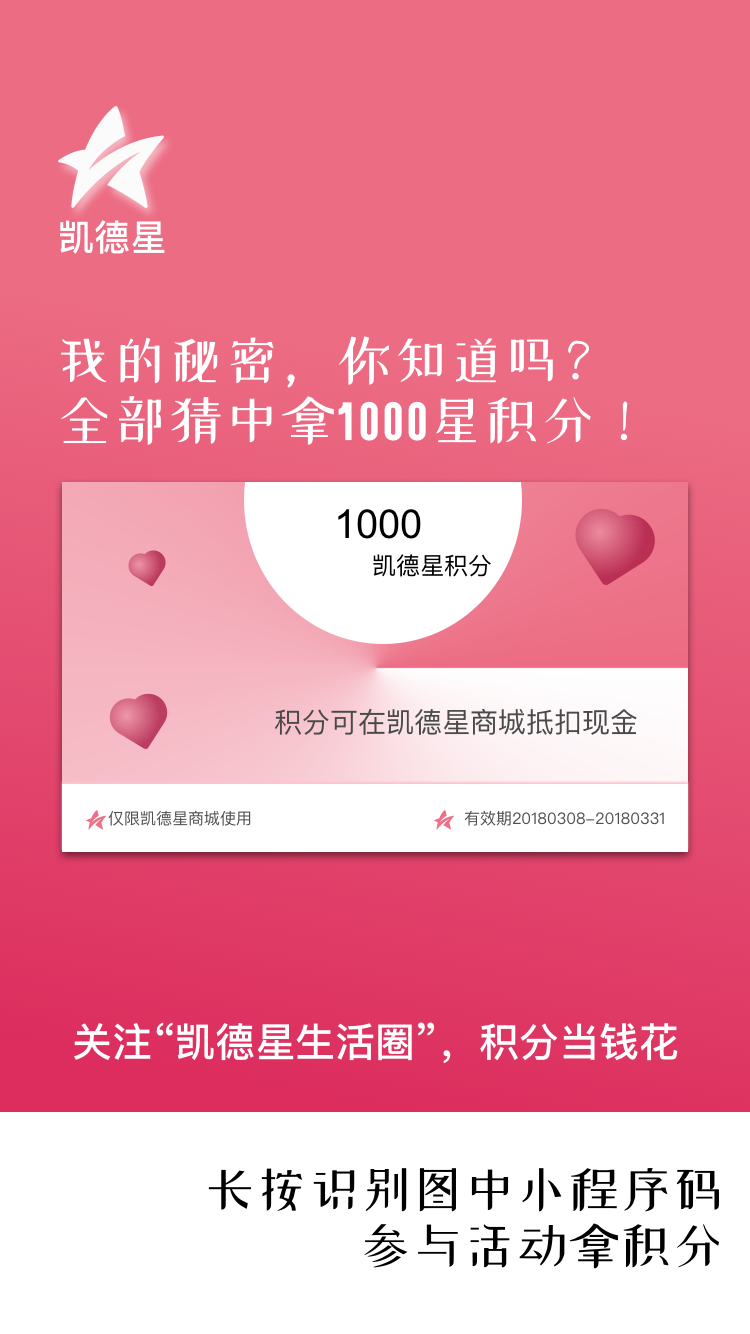 凯德星
我的秘密，你知道吗？
全部猜中拿1000星积分！
1000
凯德星积分
积分可在凯德星商城抵扣现金
仅限凯德星商城使用
有效期20180308-20180331
关注“凯德星生活圈”，积分当钱花
长按识别图中小程序码
参与活动拿积分